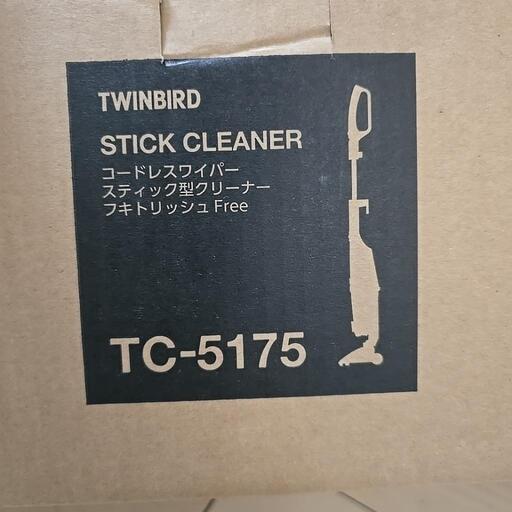 TWINBIRD
STICK CLEANER
コードレスワイパー
スティック型クリーナー
フキトリッシュ Free
TC-5175